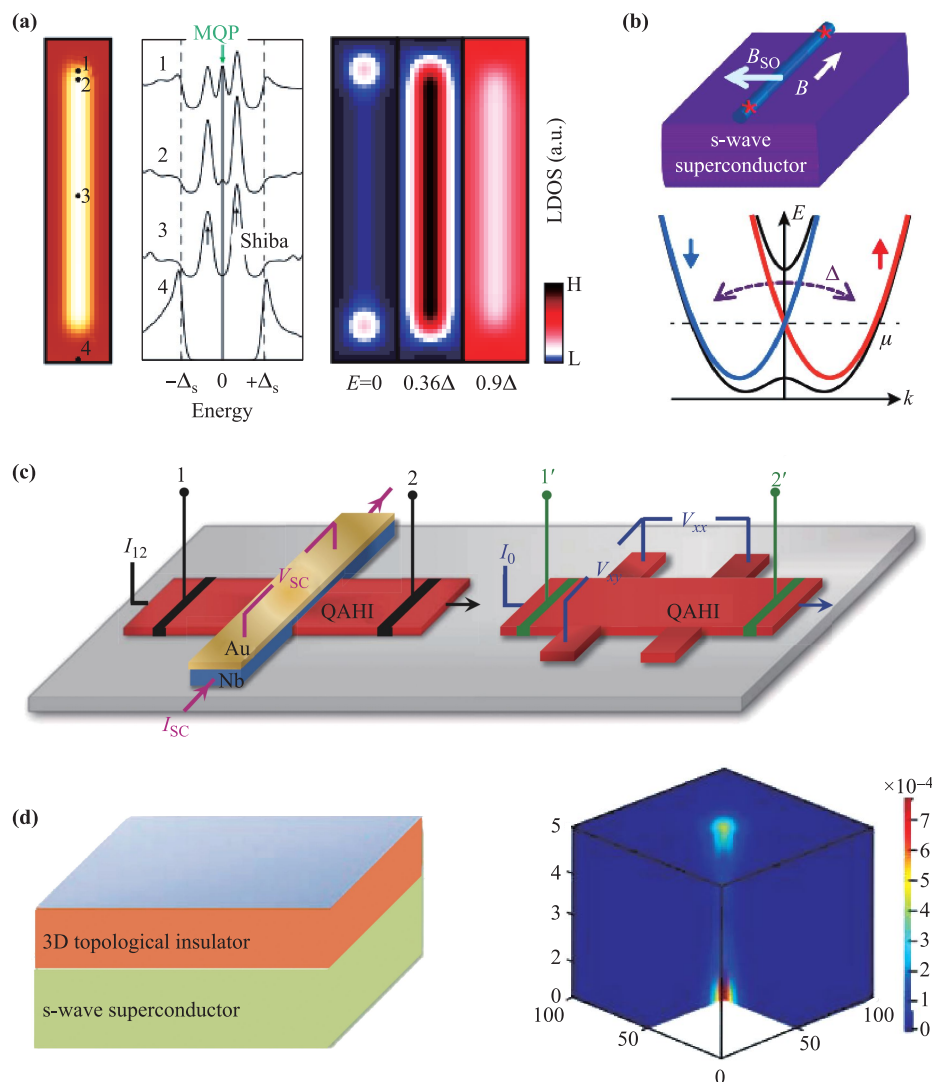 (a)
MQP
1
2
3
4
1
2
3
4
Shiba
−Δs 0 +Δs
Energy
E=0 0.36Δ 0.9Δ
LDOS (a.u.)
H
L
(b)
BSO
B
s-wave
superconductor
E
Δ
μ
k
(c)
1
2
1′
2′
I12
VSC
QAHI
Au
Nb
ISC
I0
Vxy
Vxx
QAHI
(d)
3D topological insulator
s-wave superconductor
5
4
3
2
1
0
100
50
0
50
100
×10−4
7
6
5
4
3
2
1
0